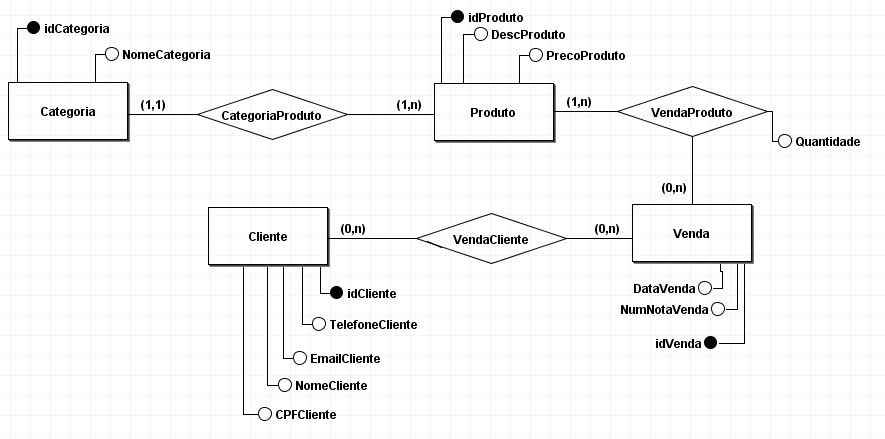 idCategoria
NomeCategoria
Categoria
(1,1)
CategoriaProduto
(1,n)
idProduto
DescProduto
PrecoProduto
Produto
(1,n)
VendaProduto
Quantidade
(0,n)
Cliente
(0,n)
VendaCliente
(0,n)
Venda
idCliente
TelefoneCliente
EmailCliente
NomeCliente
CPFCliente
DataVenda
NumNotaVenda
idVenda